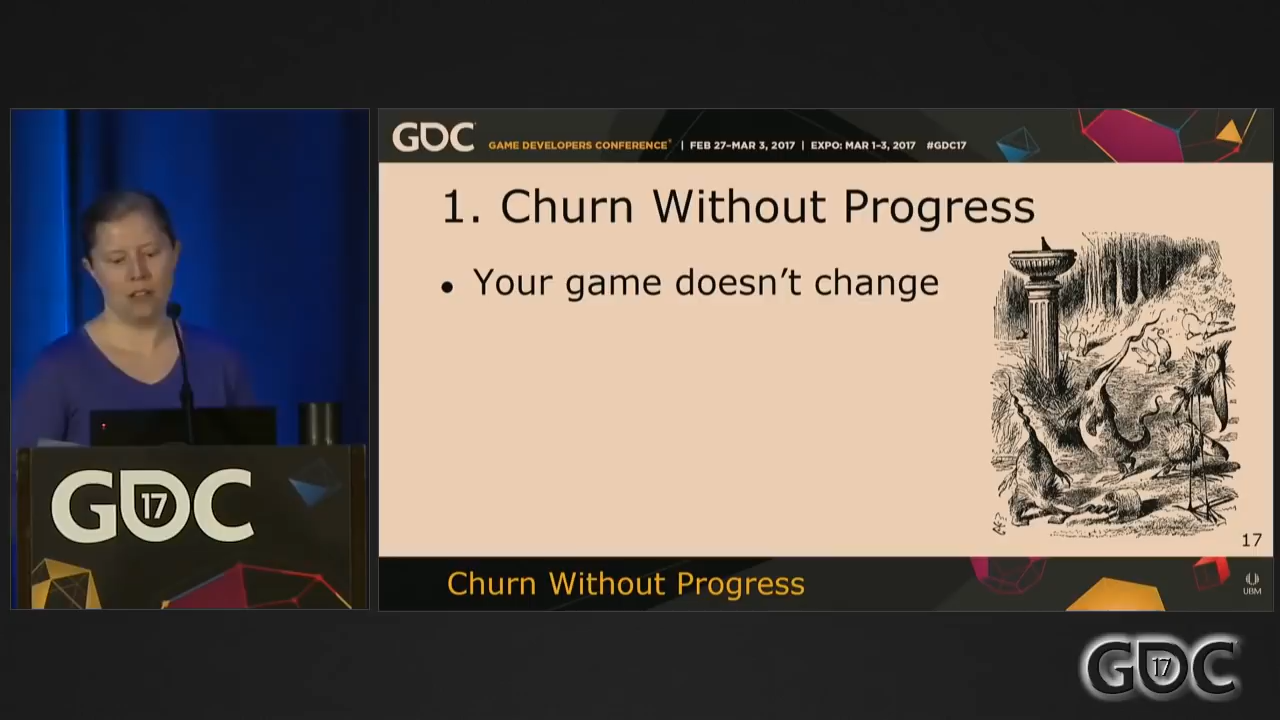 GDC
GAME DEVELOPERS CONFERENCE® | FEB 27–MAR 3, 2017 | EXPO: MAR 1–3, 2017 #GDC17
1. Churn Without Progress
• Your game doesn’t change
17
Churn Without Progress
UBM
GDC
17
GDC
17